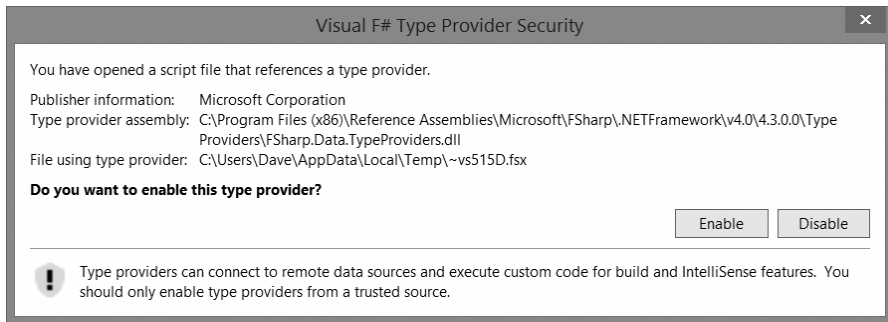 Visual F# Type Provider Security
You have opened a script file that references a type provider.
Publisher information: Microsoft Corporation
Type provider assembly: C:\Program Files (x86)\Reference Assemblies\Microsoft\FSharp\.NETFramework\v4.0\4.3.0.0\Type
Providers\FSharp.Data.TypeProviders.dll
File using type provider: C:\Users\Dave\AppData\Local\Temp\~vs515D.fsx
Do you want to enable this type provider?
Enable Disable
Type providers can connect to remote data sources and execute custom code for build and IntelliSense features. You
should only enable type providers from a trusted source.